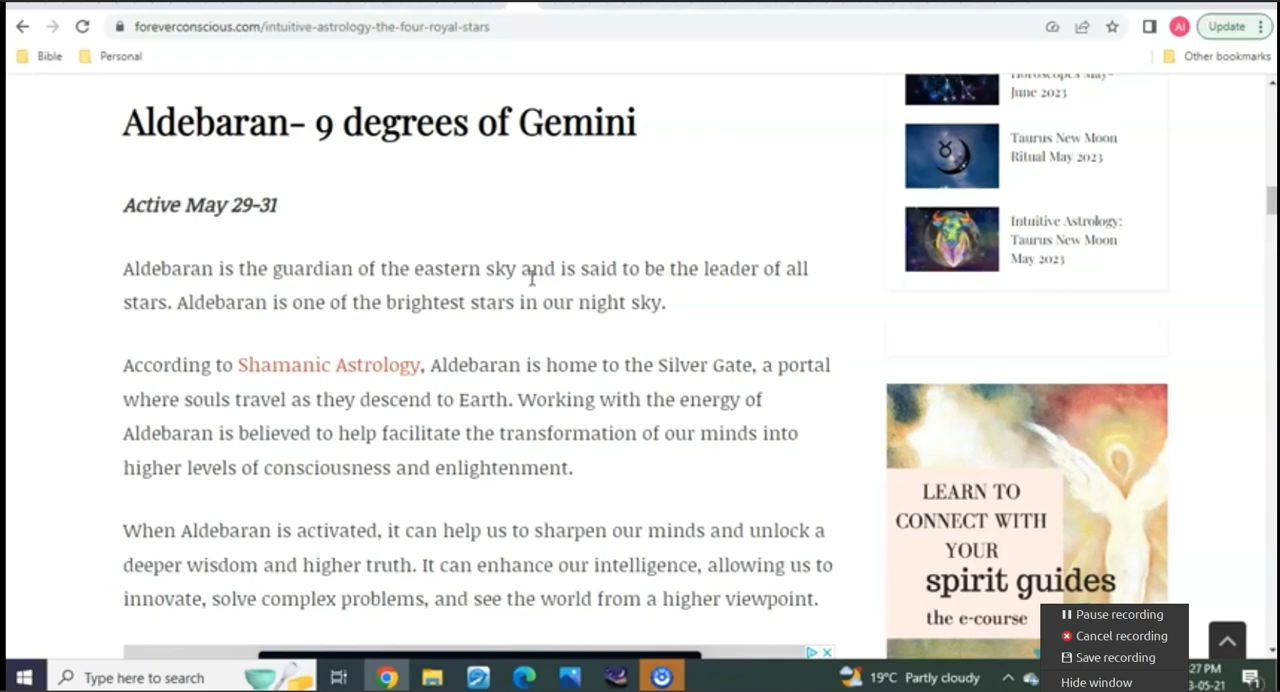 foreverconscious.com/intuitive-astrology-the-four-royal-stars
AI
Update
Bible
Personal
Other bookmarks
Aldebaran- 9 degrees of Gemini
Active May 29-31
Aldebaran is the guardian of the eastern sky and is said to be the leader of all
stars. Aldebaran is one of the brightest stars in our night sky.
According to Shamanic Astrology, Aldebaran is home to the Silver Gate, a portal
where souls travel as they descend to Earth. Working with the energy of
Aldebaran is believed to help facilitate the transformation of our minds into
higher levels of consciousness and enlightenment.
When Aldebaran is activated, it can help us to sharpen our minds and unlock a
deeper wisdom and higher truth. It can enhance our intelligence, allowing us to
innovate, solve complex problems, and see the world from a higher viewpoint.
Horoscopes May-
June 2023
Taurus New Moon
Ritual May 2023
Intuitive Astrology:
Taurus New Moon
May 2023
LEARN TO
CONNECT WITH
YOUR
spirit guides
the e-course
Pause recording
Cancel recording
Save recording
Hide window
Type here to search
19°C Partly cloudy
27 PM
3-05-21
1